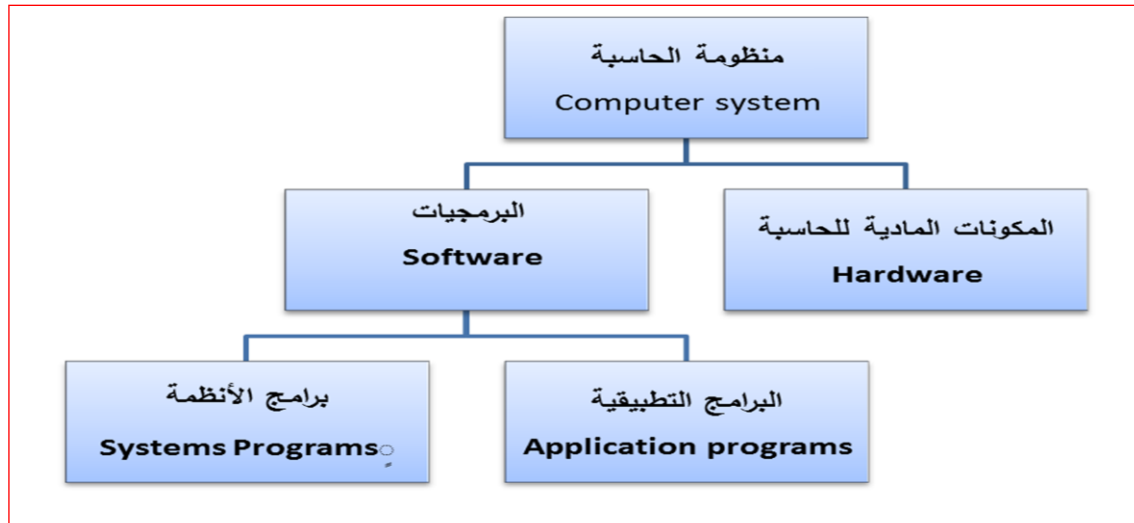 منظومة الحاسبة
Computer system
المكونات المادية للحاسبة
Hardware
البرمجيات
Software
البرامج التطبيقية
Application programs
برامج الأنظمة
Systems Programs